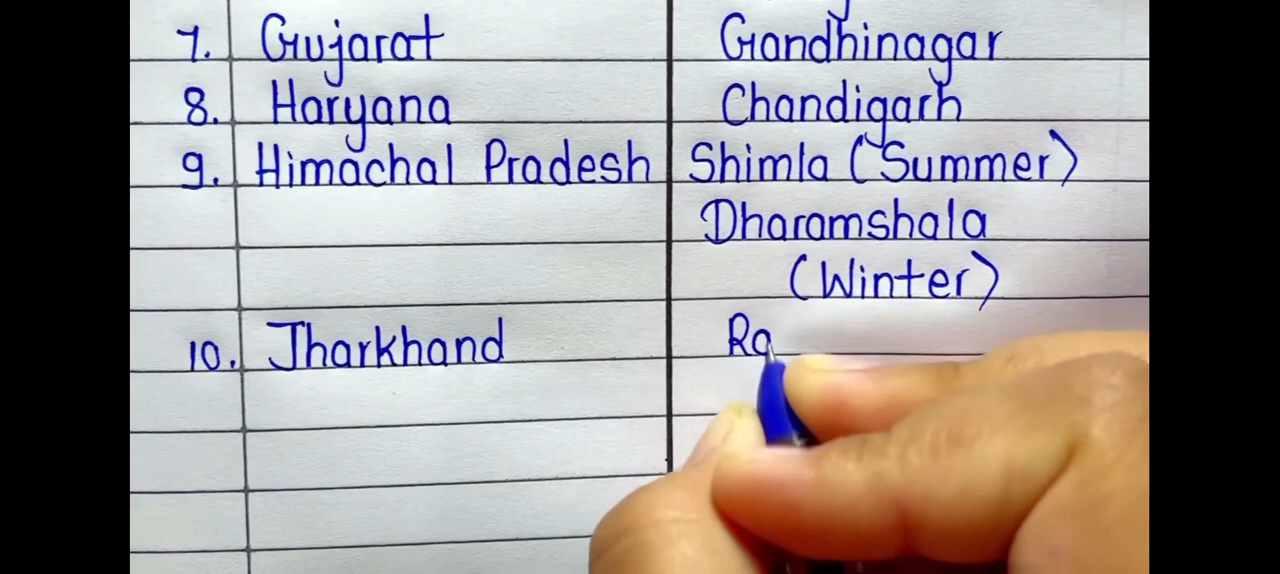 7. Gujarat Gandhinagar
8. Haryana Chandigarh
9. Himachal Pradesh Shimla (Summer)
Dharamshala
(Winter)
10. Jharkhand Ra